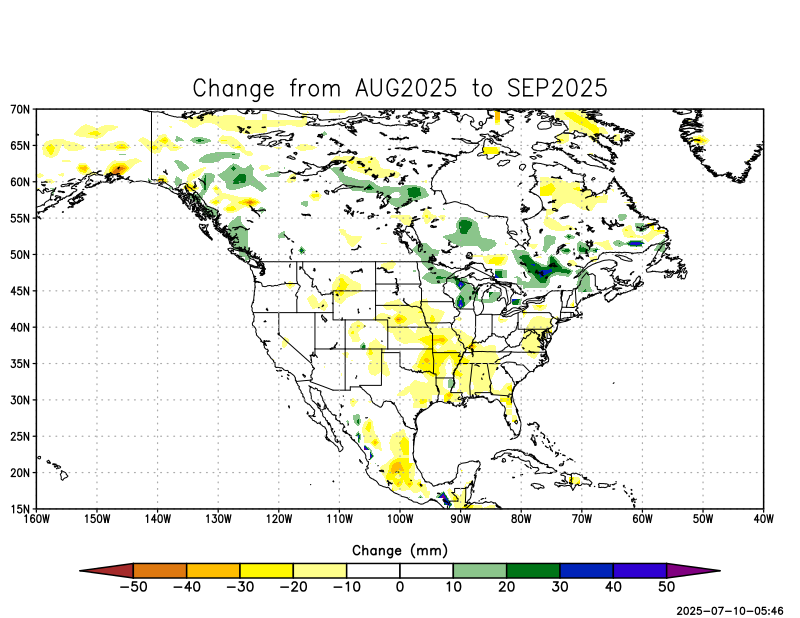 Change from AUG2025 to SEP2025
70N
65N
60N
55N
50N
45N
40N
35N
30N
25N
20N
15N
160W 150W 140W 130W 120W 110W 100W 90W 80W 70W 60W 50W 40W
Change (mm)
−50 −40 −30 −20 −10 0 10 20 30 40 50
2025-07-10-05:46